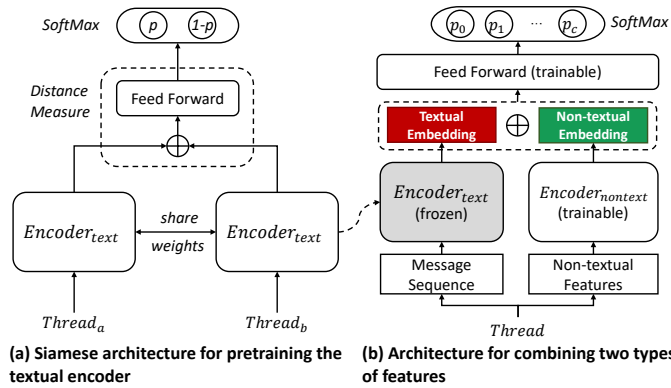 SoftMax
p 1-p
Distance
Measure
Feed Forward
Encoder_text
share
weights
Encoder_text
Thread_a
Thread_b
(a) Siamese architecture for pretraining the
textual encoder
p_0 p_1 ... p_c
SoftMax
Feed Forward (trainable)
Textual
Embedding
Non-textual
Embedding
Encoder_text
(frozen)
Encoder_nontext
(trainable)
Message
Sequence
Non-textual
Features
Thread
(b) Architecture for combining two types
of features